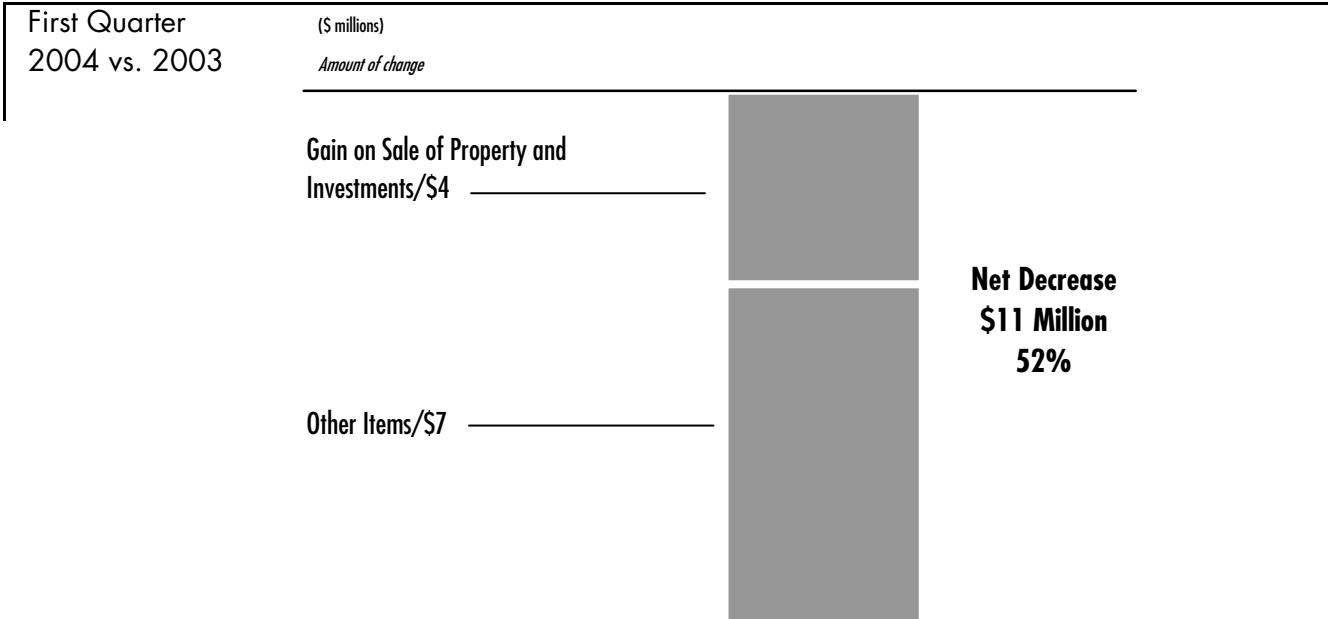 First Quarter
2004 vs. 2003
($ millions)
Amount of change
Gain on Sale of Property and
Investments/$4
Net Decrease
$11 Million
52%
Other Items/$7